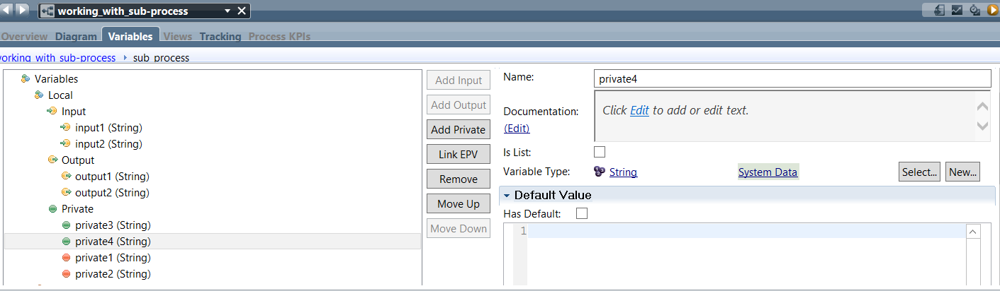 working_with_sub-process
Overview Diagram Variables Views Tracking Process KPIs
working with sub-process sub process
Variables
Local
Input
input1 (String)
input2 (String)
Output
output1 (String)
output2 (String)
Private
private3 (String)
private4 (String)
private1 (String)
private2 (String)
Add Input
Add Output
Add Private
Link EPV
Remove
Move Up
Move Down
Name: private4
Documentation: Click Edit to add or edit text.
(Edit)
Is List:
Variable Type: String System Data Select... New...
Default Value
Has Default:
1